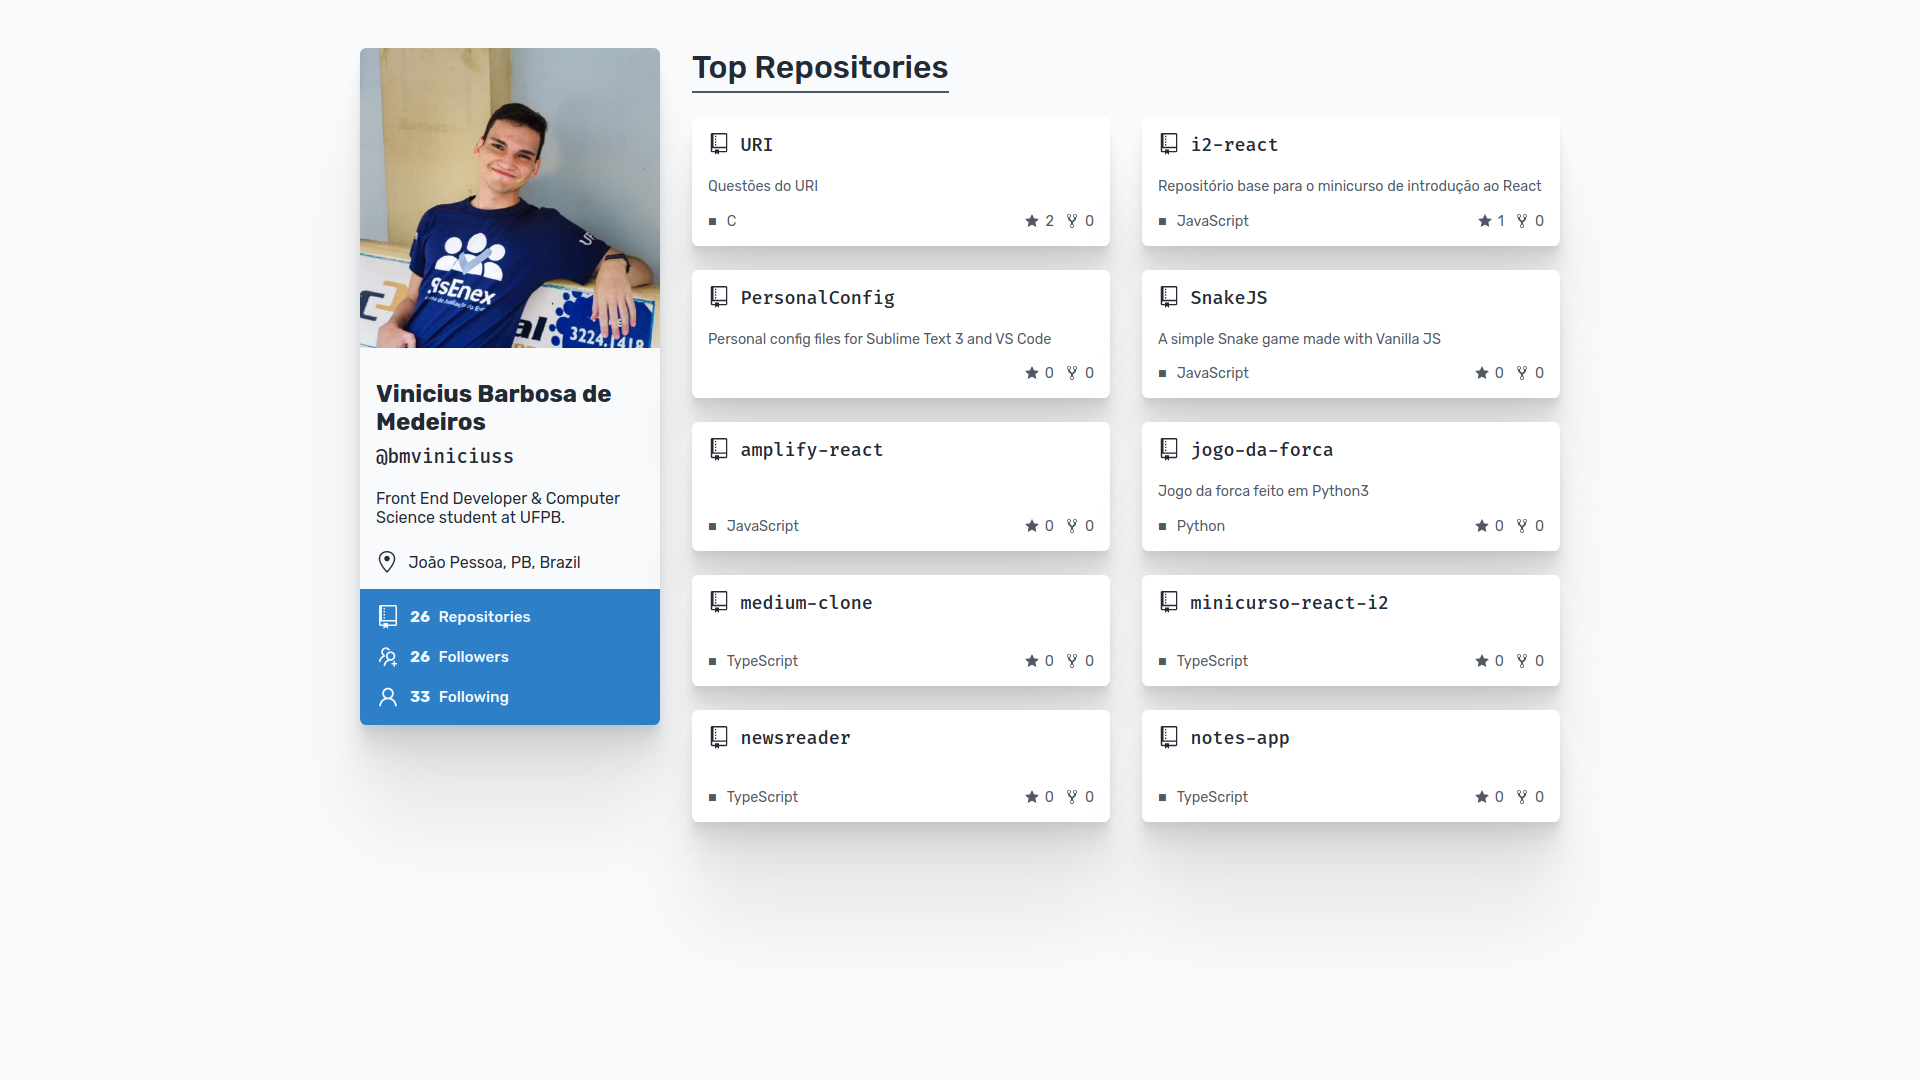 qsEnex
al
3224.1418
Vinicius Barbosa de
Medeiros
@bmviniciuss
Front End Developer & Computer
Science student at UFPB.
João Pessoa, PB, Brazil
26 Repositories
26 Followers
33 Following
Top Repositories
URI
Questões do URI
C 2 0
i2-react
Repositório base para o minicurso de introdução ao React
JavaScript 1 0
PersonalConfig
Personal config files for Sublime Text 3 and VS Code
0 0
SnakeJS
A simple Snake game made with Vanilla JS
JavaScript 0 0
amplify-react
JavaScript 0 0
jogo-da-forca
Jogo da forca feito em Python3
Python 0 0
medium-clone
TypeScript 0 0
minicurso-react-i2
TypeScript 0 0
newsreader
TypeScript 0 0
notes-app
TypeScript 0 0